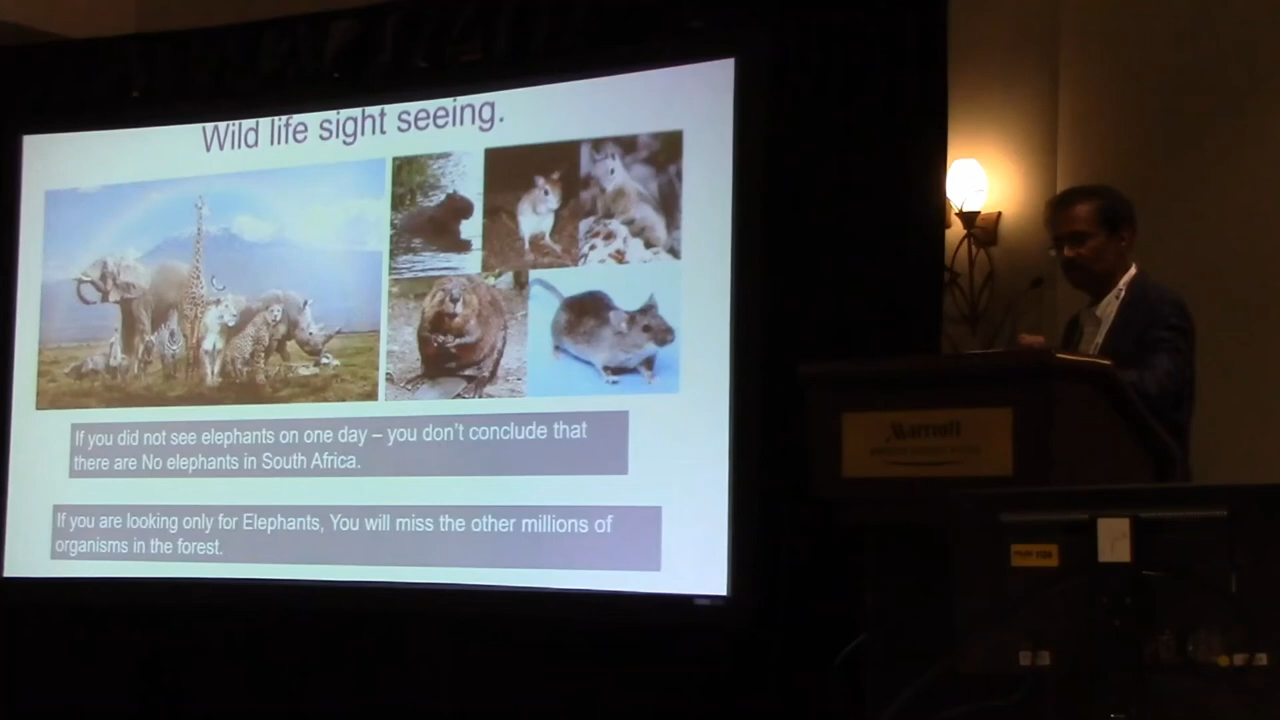 Wild life sight seeing.
If you did not see elephants on one day – you don't conclude that
there are No elephants in South Africa.
If you are looking only for Elephants, You will miss the other millions of
organisms in the forest.
Marriott